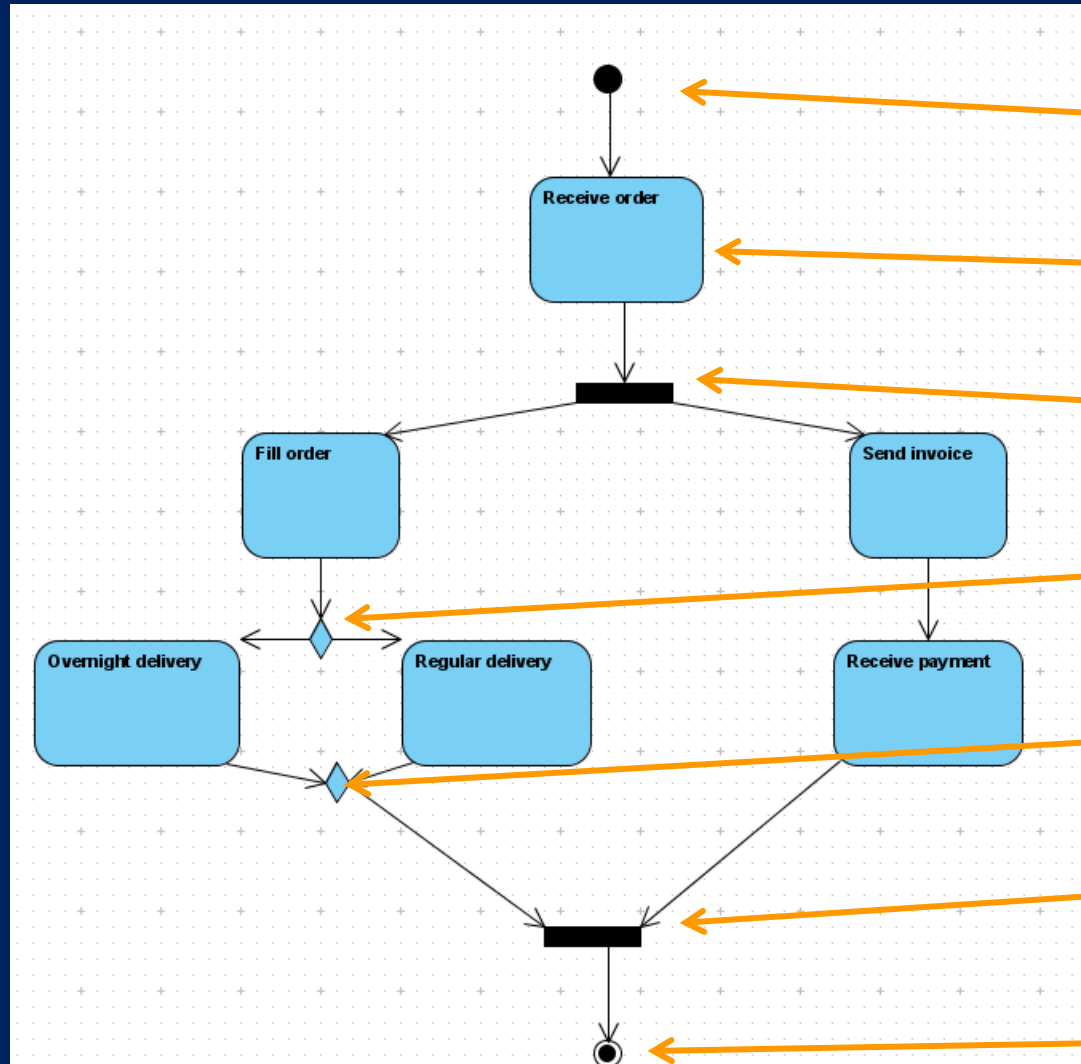 Receive order
Fill order
Send invoice
Overnight delivery
Regular delivery
Receive payment